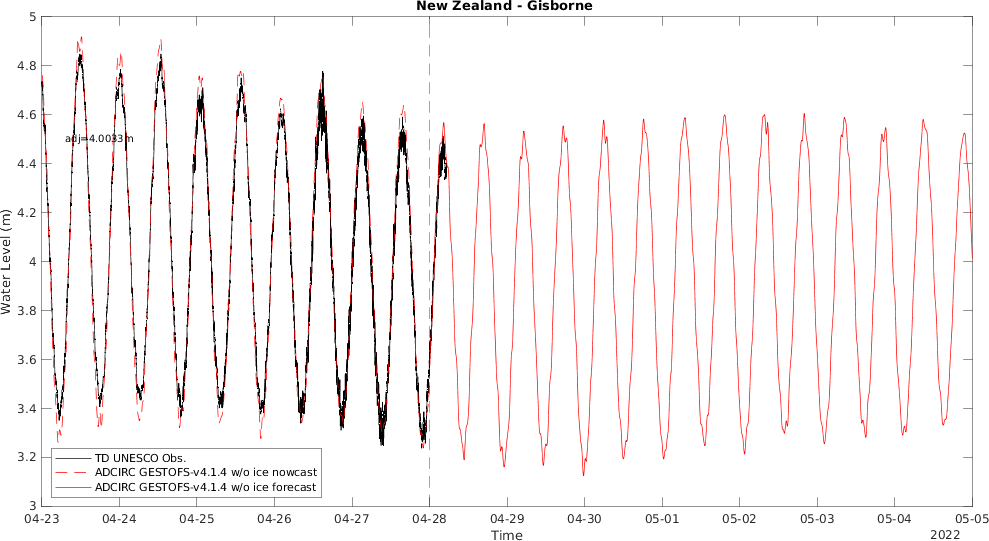 New Zealand - Gisborne
Water Level (m)
5
4.8
4.6
4.4
4.2
4
3.8
3.6
3.4
3.2
3
adj=4.0033m
TD UNESCO Obs.
ADCIRC GESTOFS-v4.1.4 w/o ice nowcast
ADCIRC GESTOFS-v4.1.4 w/o ice forecast
04-23 04-24 04-25 04-26 04-27 04-28 04-29 04-30 05-01 05-02 05-03 05-04 05-05
Time
2022